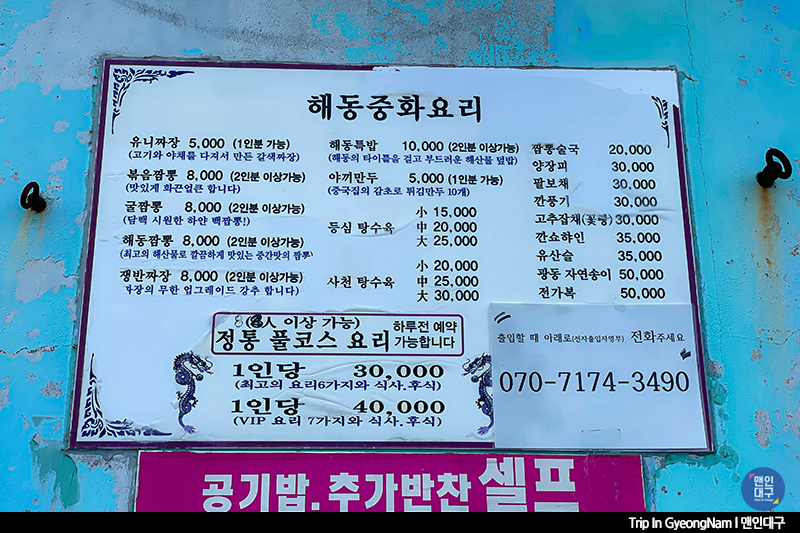 해동중화요리
유니짜장 5,000 (1인분 가능)
(고기와 야채를 다져서 만든 갈색짜장)
볶음짬뽕 8,000 (2인분 이상가능)
(맛있게 화끈얼큰 합니다)
굴짬뽕 8,000 (2인분 이상가능)
(담백 시원한 하얀 백짬뽕!)
해동짬뽕 8,000 (2인분 이상가능)
(최고의 해산물로 깔끔하게 맛있는 중간맛의 짬뽕)
쟁반짜장 8,000 (2인분 이상가능)
짜장의 무한 업그레이드 강추 합니다)
해동특밥 10,000 (2인분 이상가능)
(해동의 타이틀을 걸고 부드러운 해산물 덮밥)
야끼만두 5,000 (1인분 가능)
(중국집의 감초로 튀김만두 10개)
등심 탕수육
小 15,000
中 20,000
大 25,000
사천 탕수육
小 20,000
中 25,000
大 30,000
짬뽕술국 20,000
양장피 30,000
팔보채 30,000
깐풍기 30,000
고추잡채(꽃빵) 30,000
깐쇼햐인 35,000
유산슬 35,000
광동 자연송이 50,000
전가복 50,000
8 인 이상 가능)
정통 풀코스 요리
하루전 예약
가능합니다
1인당 30,000
(최고의 요리6가지와 식사.후식)
1인당 40,000
(VIP 요리 7가지와 식사.후식)
출입할 때 아래로(전자출입자명부) 전화주세요
070-7174-3490
공기밥.추가반찬 셀프
맨인
대구
Trip In GyeongNam | 맨인대구